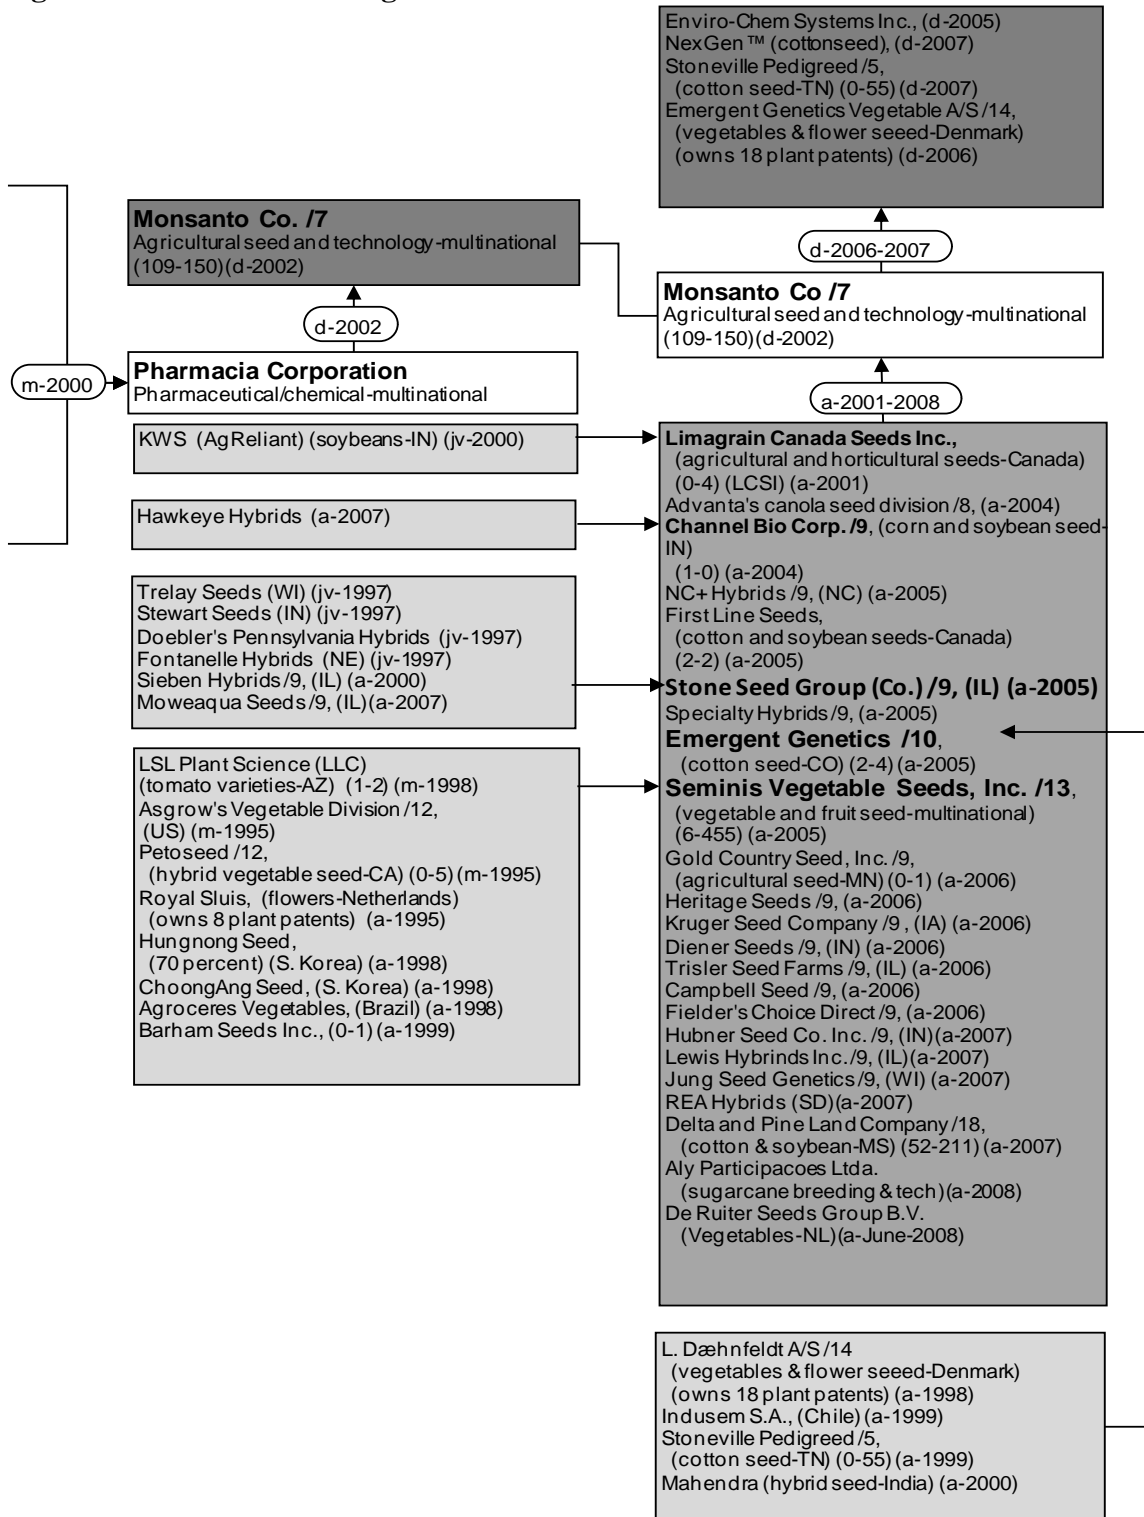 Enviro-Chem Systems Inc., (d-2005)
NexGen™ (cottonseed), (d-2007)
Stoneville Pedigreed /5,
(cotton seed-TN) (0-55) (d-2007)
Emergent Genetics Vegetable A/S /14,
(vegetables & flower seeed-Denmark)
(owns 18 plant patents) (d-2006)
Monsanto Co. /7
Agricultural seed and technology-multinational
(109-150)(d-2002)
d-2006-2007
Monsanto Co /7
Agricultural seed and technology-multinational
(109-150)(d-2002)
d-2002
m-2000
Pharmacia Corporation
Pharmaceutical/chemical-multinational
a-2001-2008
KWS (AgReliant) (soybeans-IN) (jv-2000)
Hawkeye Hybrids (a-2007)
Trelay Seeds (WI) (jv-1997)
Stewart Seeds (IN) (jv-1997)
Doebler's Pennsylvania Hybrids (jv-1997)
Fontanelle Hybrids (NE) (jv-1997)
Sieben Hybrids /9, (IL) (a-2000)
Moweaqua Seeds /9, (IL)(a-2007)
LSL Plant Science (LLC)
(tomato varieties-AZ) (1-2) (m-1998)
Asgrow's Vegetable Division /12,
(US) (m-1995)
Petoseed /12,
(hybrid vegetable seed-CA) (0-5) (m-1995)
Royal Sluis, (flowers-Netherlands)
(owns 8 plant patents) (a-1995)
Hungnong Seed,
(70 percent) (S. Korea) (a-1998)
ChoongAng Seed, (S. Korea) (a-1998)
Agroceres Vegetables, (Brazil) (a-1998)
Barham Seeds Inc., (0-1) (a-1999)
Limagrain Canada Seeds Inc.,
(agricultural and horticultural seeds-Canada)
(0-4) (LCSI) (a-2001)
Advanta's canola seed division /8, (a-2004)
Channel Bio Corp. /9, (corn and soybean seed-
IN)
(1-0) (a-2004)
NC+ Hybrids /9, (NC) (a-2005)
First Line Seeds,
(cotton and soybean seeds-Canada)
(2-2) (a-2005)
Stone Seed Group (Co.) /9, (IL) (a-2005)
Specialty Hybrids /9, (a-2005)
Emergent Genetics /10,
(cotton seed-CO) (2-4) (a-2005)
Seminis Vegetable Seeds, Inc. /13,
(vegetable and fruit seed-multinational)
(6-455) (a-2005)
Gold Country Seed, Inc. /9,
(agricultural seed-MN) (0-1) (a-2006)
Heritage Seeds /9, (a-2006)
Kruger Seed Company /9 , (IA) (a-2006)
Diener Seeds /9, (IN) (a-2006)
Trisler Seed Farms /9, (IL) (a-2006)
Campbell Seed /9, (a-2006)
Fielder's Choice Direct /9, (a-2006)
Hubner Seed Co. Inc. /9, (IN)(a-2007)
Lewis Hybrinds Inc. /9, (IL)(a-2007)
Jung Seed Genetics /9, (WI) (a-2007)
REA Hybrids (SD)(a-2007)
Delta and Pine Land Company /18,
(cotton & soybean-MS) (52-211) (a-2007)
Aly Participacoes Ltda.
(sugarcane breeding & tech)(a-2008)
De Ruiter Seeds Group B.V.
(Vegetables-NL)(a-June-2008)
L. Dæhnfeldt A/S /14
(vegetables & flower seeed-Denmark)
(owns 18 plant patents) (a-1998)
Indusem S.A., (Chile) (a-1999)
Stoneville Pedigreed /5,
(cotton seed-TN) (0-55) (a-1999)
Mahendra (hybrid seed-India) (a-2000)